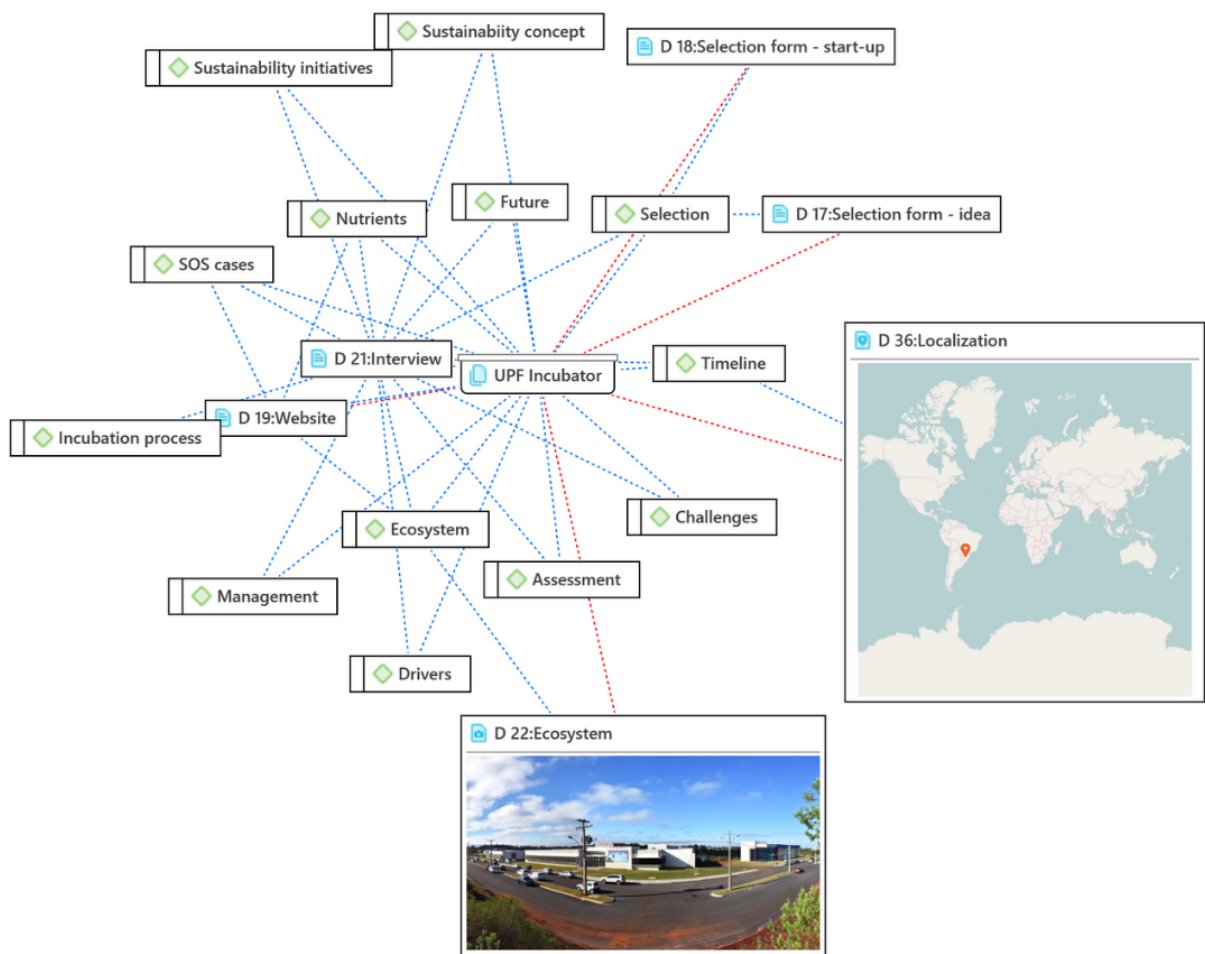 Sustainabiity concept
D 18:Selection form - start-up
Sustainability initiatives
Future
Selection
D 17:Selection form - idea
Nutrients
SOS cases
D 36:Localization
D 21:Interview
UPF Incubator
Timeline
D 19:Website
Incubation process
Challenges
Ecosystem
Assessment
Management
Drivers
D 22:Ecosystem